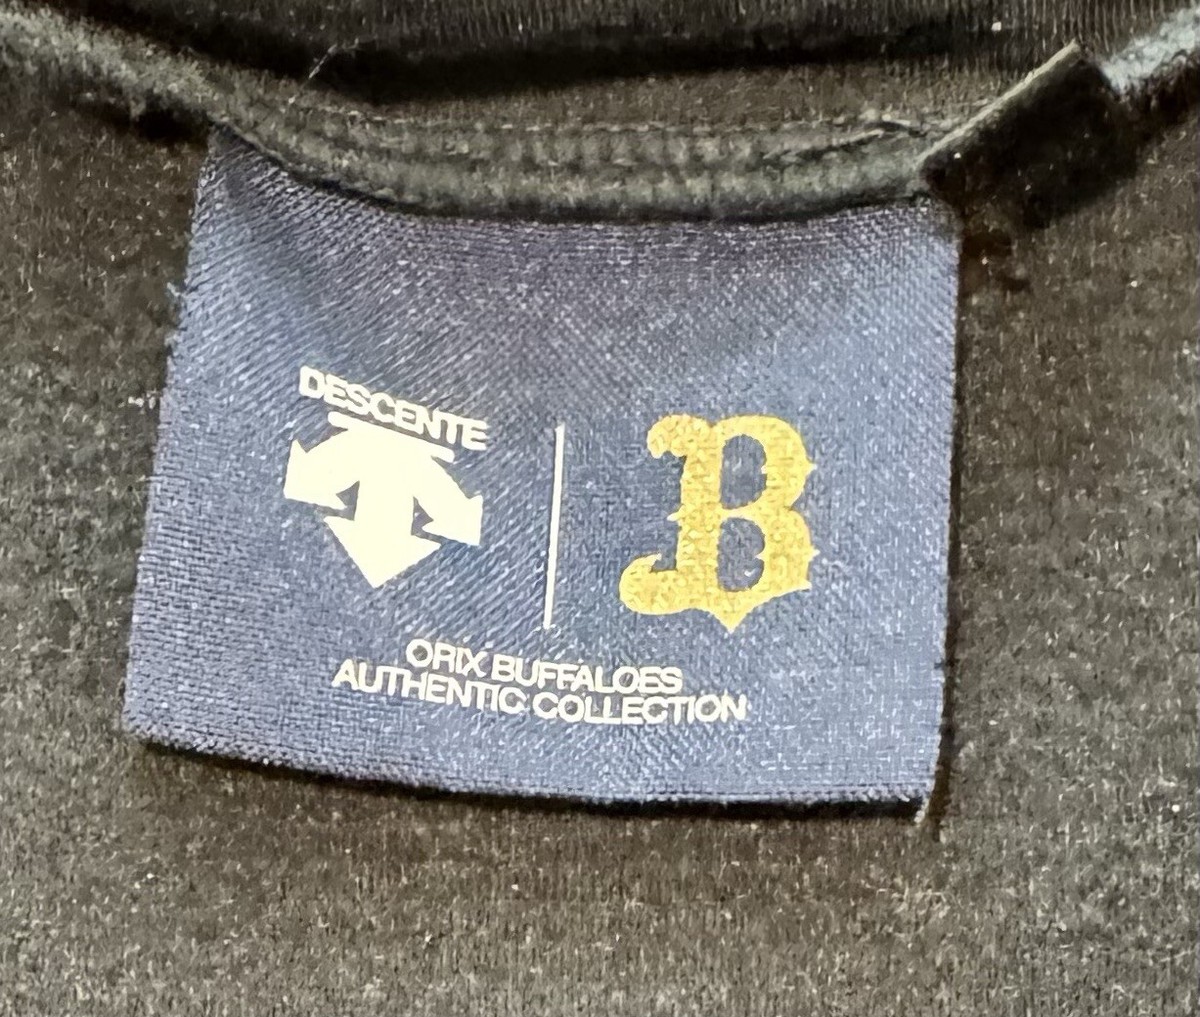 DESCENTE
B
ORIX BUFFALOES
AUTHENTIC COLLECTION